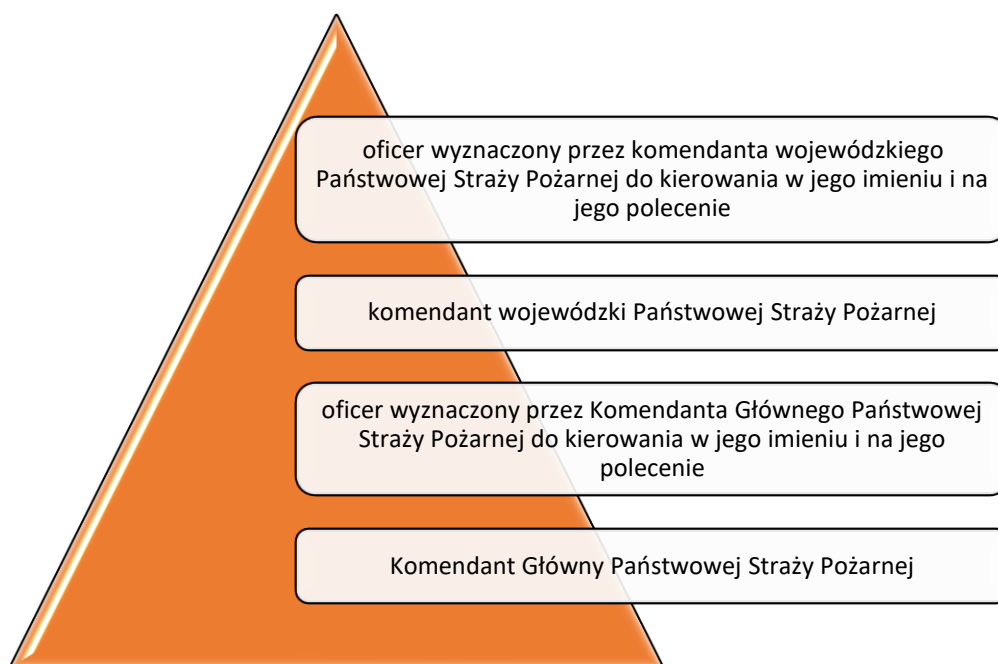 oficer wyznaczony przez komendanta wojewódzkiego
Państwowej Straży Pożarnej do kierowania w jego imieniu i na
jego polecenie
komendant wojewódzki Państwowej Straży Pożarnej
oficer wyznaczony przez Komendanta Głównego Państwowej
Straży Pożarnej do kierowania w jego imieniu i na jego
polecenie
Komendant Główny Państwowej Straży Pożarnej